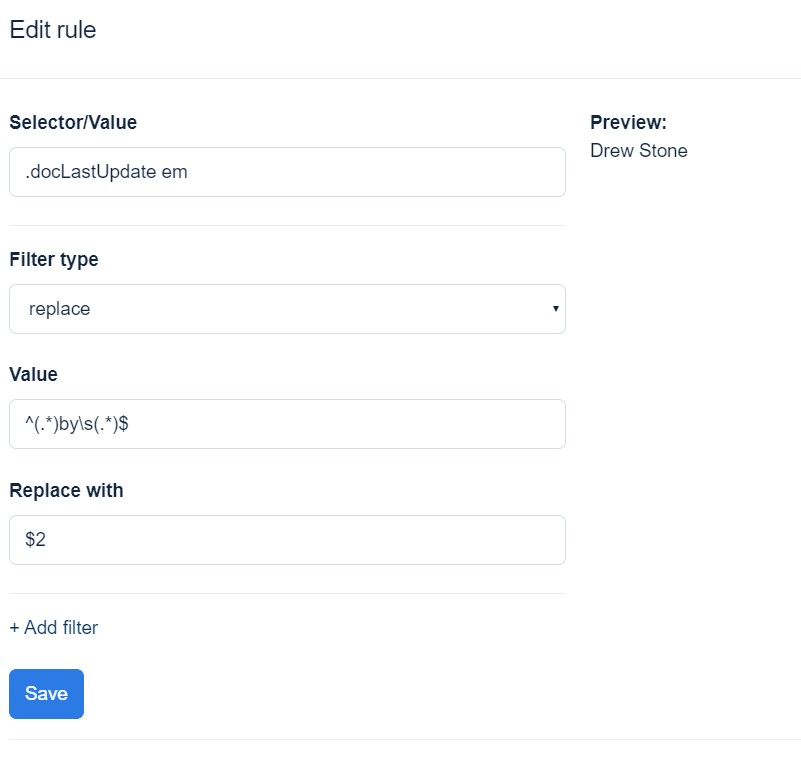 Edit rule
Selector/Value
Preview:
.docLastUpdate em
Drew Stone
Filter type
replace
Value
^(.*)by\s(.*)$
Replace with
$2
+ Add filter
Save